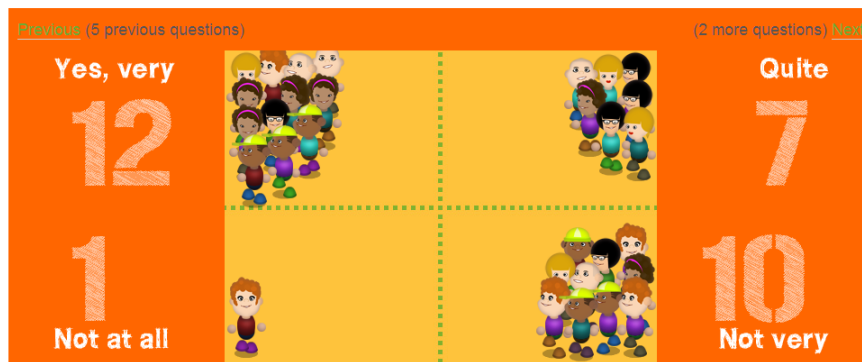 Previous (5 previous questions)
(2 more questions) Next
Yes, very
12
Quite
7
1
Not at all
10
Not very